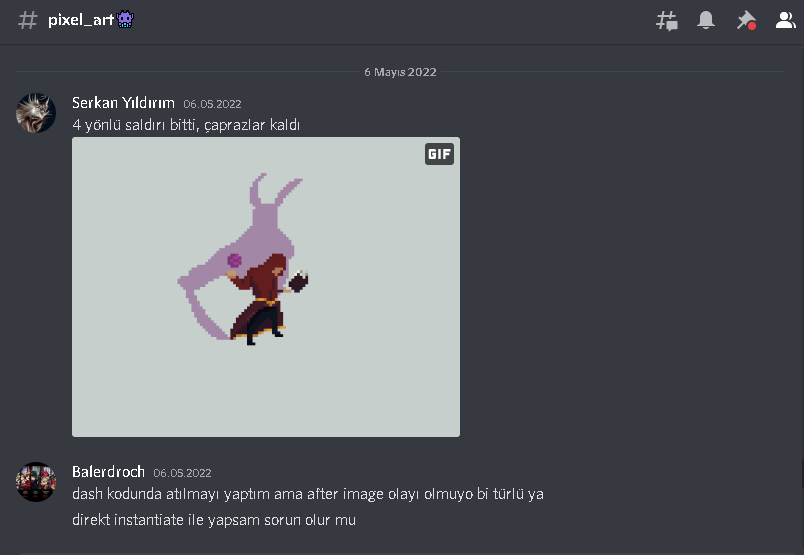 # pixel_art
6 Mayıs 2022
Serkan Yıldırım 06.05.2022
4 yönlü saldırı bitti, çaprazlar kaldı
GIF
Balerdroch 06.05.2022
dash kodunda atılmayı yaptım ama after image olayı olmuyo bi türlü ya
direkt instantiate ile yapsam sorun olur mu